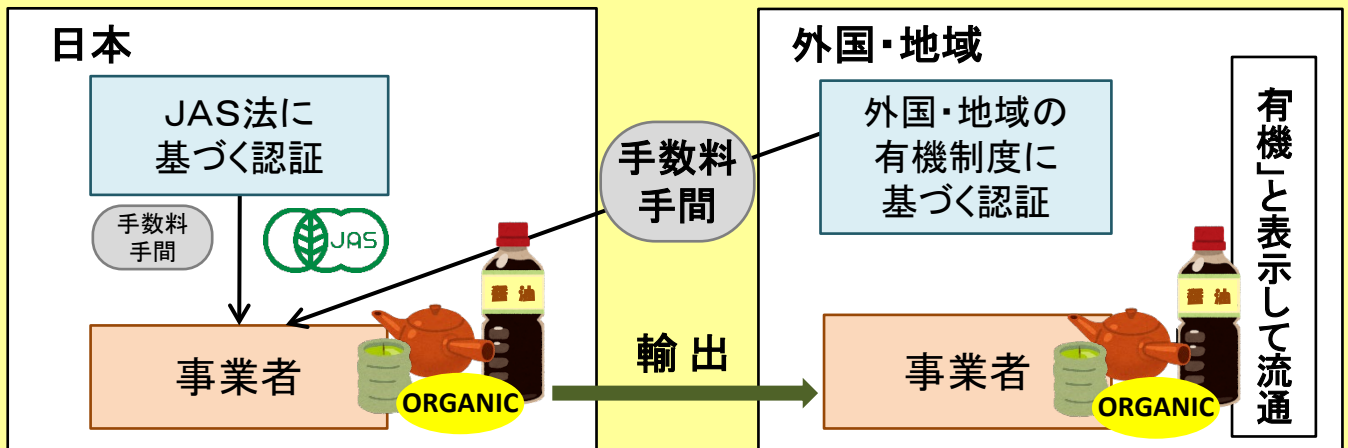 日本
JAS法に
基づく認証
手数料
手間
JAS
事業者
醤油
ORGANIC
手数料
手間
輸出
外国・地域
外国・地域の
有機制度に
基づく認証
事業者
醤油
ORGANIC
「有機」と表示して流通